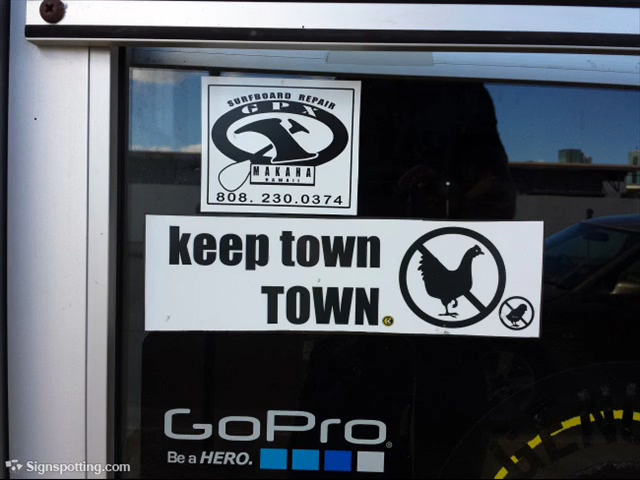 SURFBOARD REPAIR
GPX
MAKAHA
HAWAII
808. 230.0374
keep town
TOWN.
K
GoPro
Be a HERO.
Signspotting.com